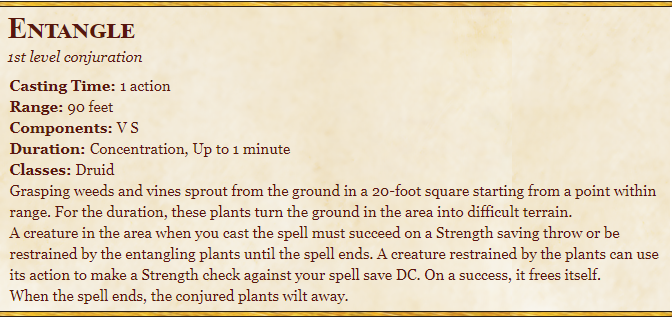 Entangle
1st level conjuration
Casting Time: 1 action
Range: 90 feet
Components: V S
Duration: Concentration, Up to 1 minute
Classes: Druid
Grasping weeds and vines sprout from the ground in a 20-foot square starting from a point within
range. For the duration, these plants turn the ground in the area into difficult terrain.
A creature in the area when you cast the spell must succeed on a Strength saving throw or be
restrained by the entangling plants until the spell ends. A creature restrained by the plants can use
its action to make a Strength check against your spell save DC. On a success, it frees itself.
When the spell ends, the conjured plants wilt away.